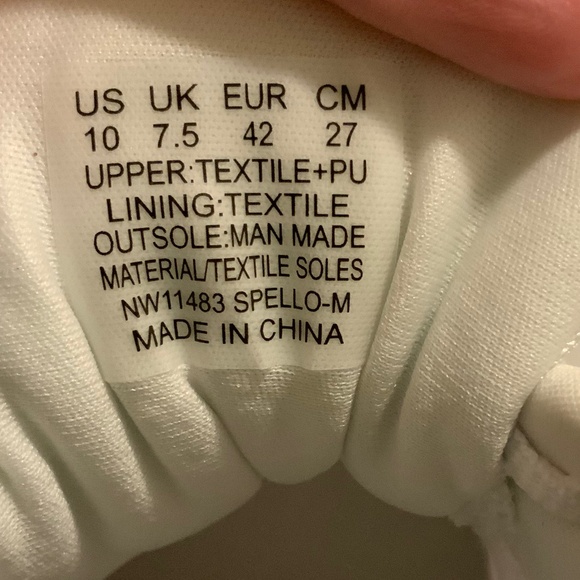 US UK EUR CM
10 7.5 42 27
UPPER:TEXTILE+PU
LINING:TEXTILE
OUTSOLE:MAN MADE
MATERIAL/TEXTILE SOLES
NW11483 SPELLO-M
MADE IN CHINA